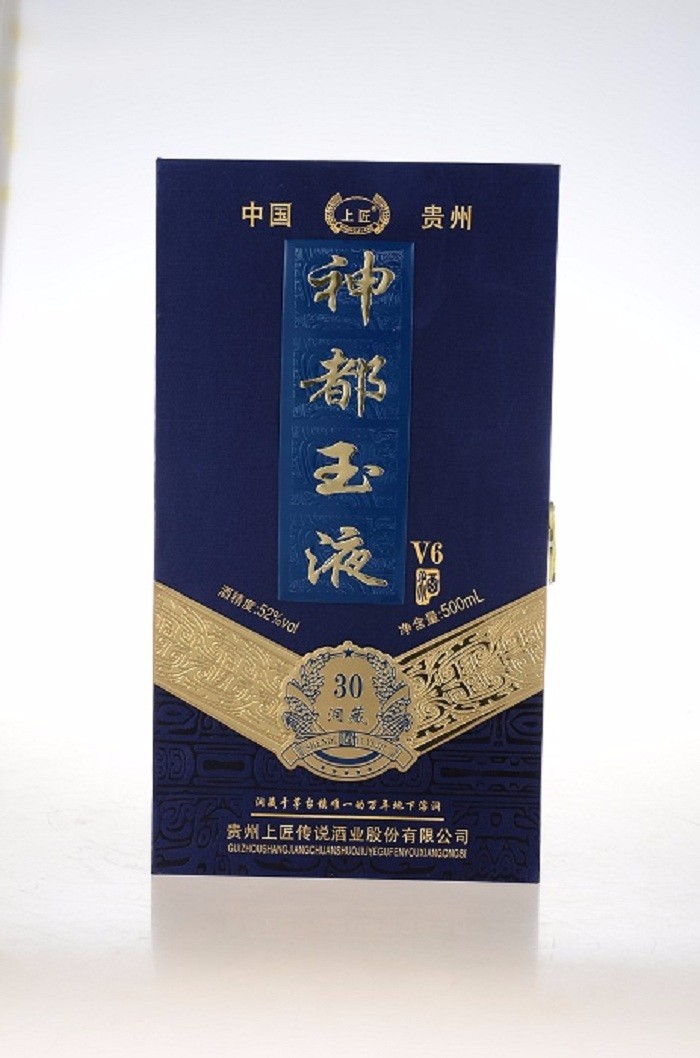 中国 上匠® 贵州
神都玉液
V6
酒
酒精度:52%vol
净含量:500mL
30
洞藏
洞藏于茅台镇唯一的万年地下溶洞
贵州上匠传说酒业股份有限公司
GUIZHOUSHANGJIANGCHUANSHUOJIUYEGUFENYOUXIANGONGSI